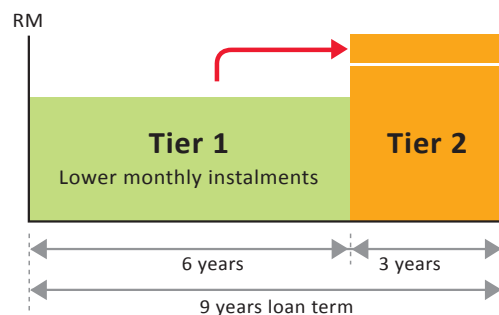 RM
Tier 1
Lower monthly instalments
Tier 2
6 years
3 years
9 years loan term